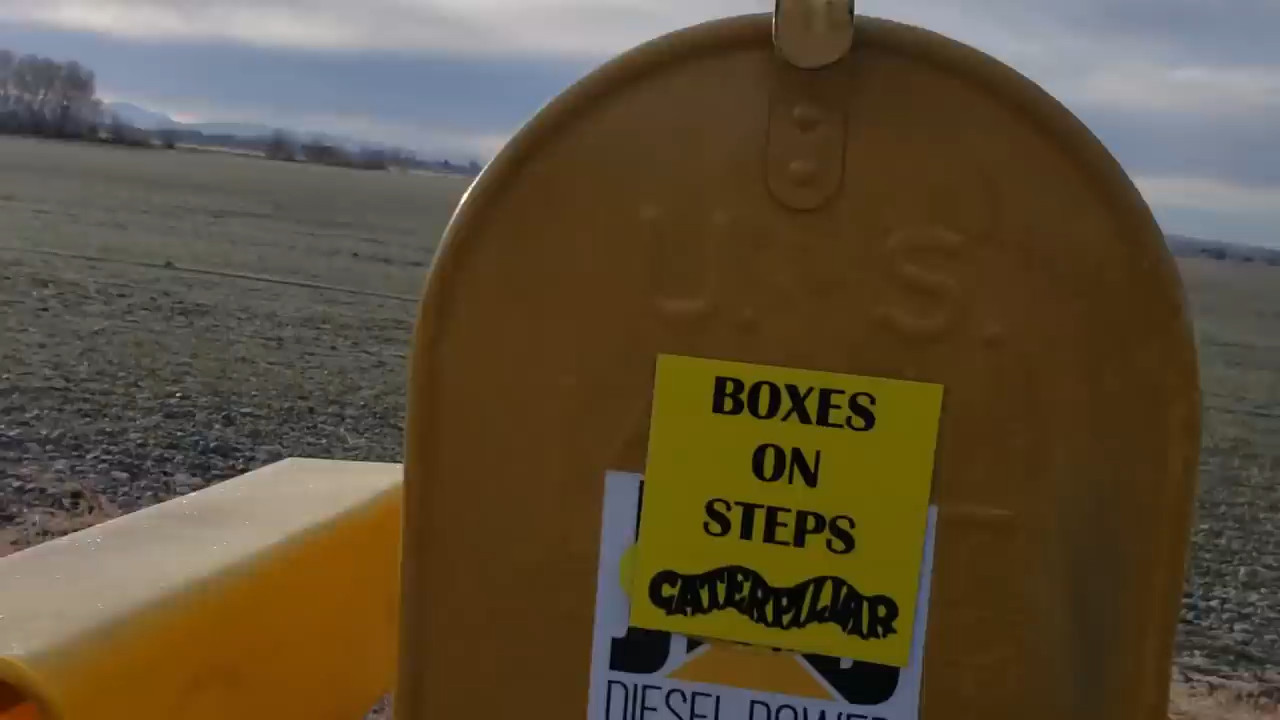 U.S.
BOXES
ON
STEPS
CATERPILLAR
DIESEL POWER